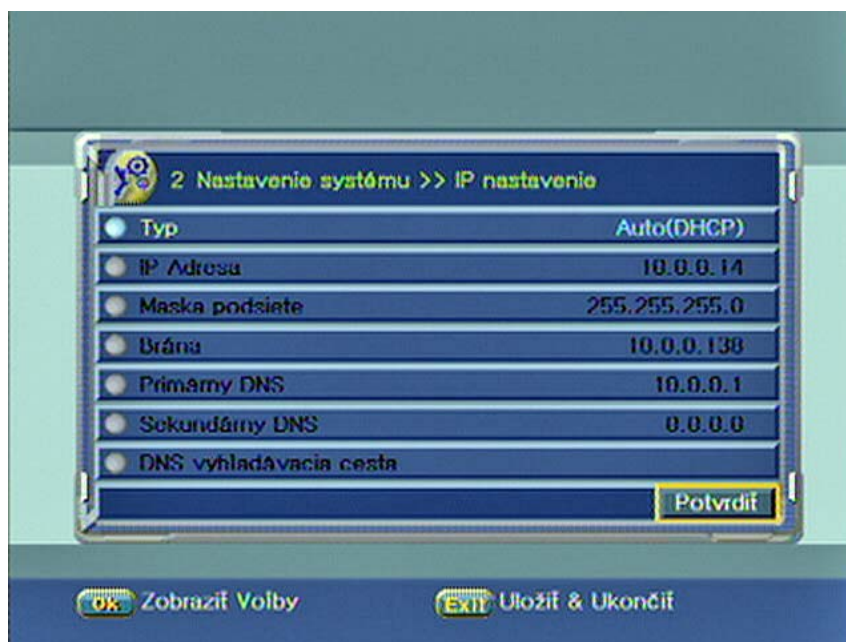 2 Nastavenie systému >> IP nastavenie
Typ Auto(DHCP)
IP Adresa 10.0.0.14
Maska podsiete 255.255.255.0
Brána 10.0.0.138
Primárny DNS 10.0.0.1
Sekundárny DNS 0.0.0.0
DNS vyhladávacia cesta
Potvrdiť
OK Zobraziť Voľby Exit Uložiť & Ukončiť